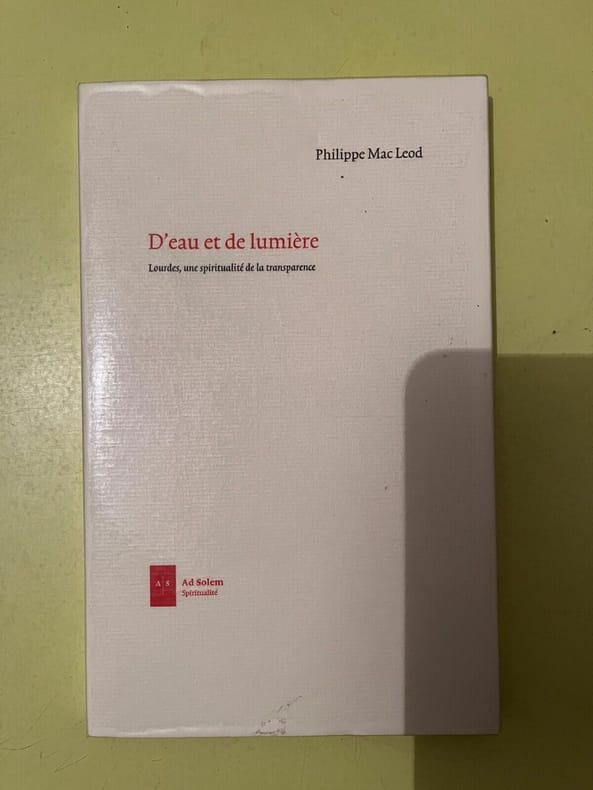 Philippe Mac Leod
D’eau et de lumière
Lourdes, une spiritualité de la transparence
A S
Ad Solem
Spiritualité